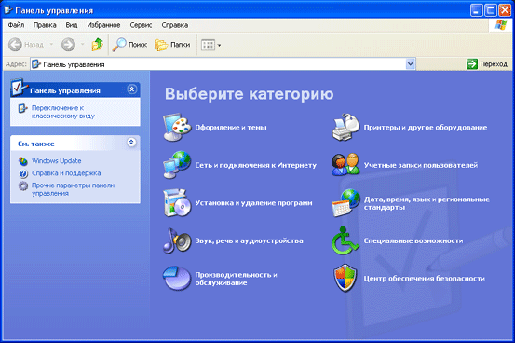 Панель управления
Файл Правка Вид Избранное Сервис Справка
Назад Поиск Папки
Адрес: Панель управления Переход
Панель управления
Переключение к
классическому виду
См. также
Windows Update
Справка и поддержка
Прочие параметры панели
управления
Выберите категорию
Оформление и темы
Принтеры и другое оборудование
Сеть и подключения к Интернету
Учетные записи пользователей
Установка и удаление программ
Дата, время, язык и региональные
стандарты
Звук, речь и аудиоустройства
Специальные возможности
Производительность и
обслуживание
Центр обеспечения безопасности